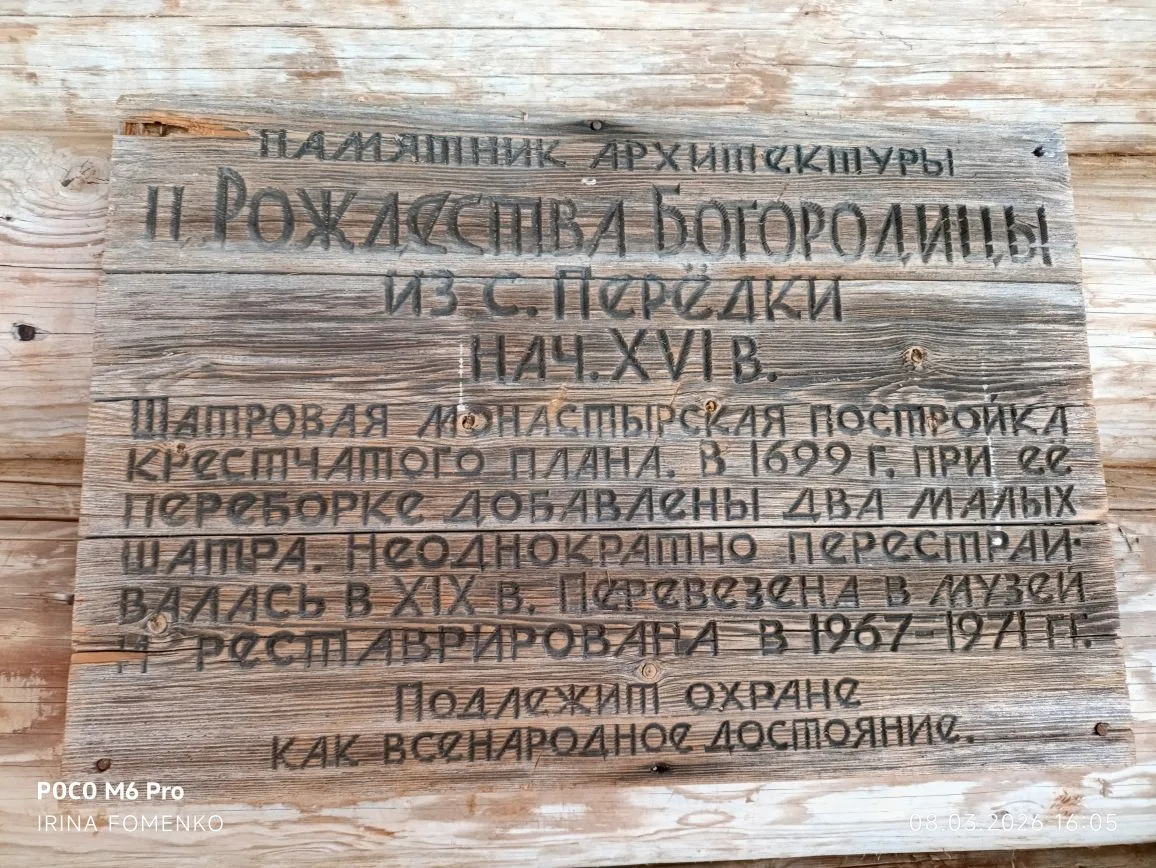 ПАМЯТНИК АРХИТЕКТУРЫ
Ц. РОЖДЕСТВА БОГОРОДИЦЫ
ИЗ С. ПЕРЁДКИ
НАЧ. XVI В.
ШАТРОВАЯ МОНАСТЫРСКАЯ ПОСТРОЙКА
КРЕСТЧАТОГО ПЛАНА. В 1699 Г. ПРИ ЕЁ
ПЕРЕБОРКЕ ДОБАВЛЕНЫ ДВА МАЛЫХ
ШАТРА. НЕОДНОКРАТНО ПЕРЕСТРАИ-
ВАЛАСЬ В XIX В. ПЕРЕВЕЗЕНА В МУЗЕЙ
И РЕСТАВРИРОВАНА В 1967-1971 ГГ.
ПОДЛЕЖИТ ОХРАНЕ
КАК ВСЕНАРОДНОЕ ДОСТОЯНИЕ.
POCO M6 Pro
IRINA FOMENKO
08.03.2026 16:05